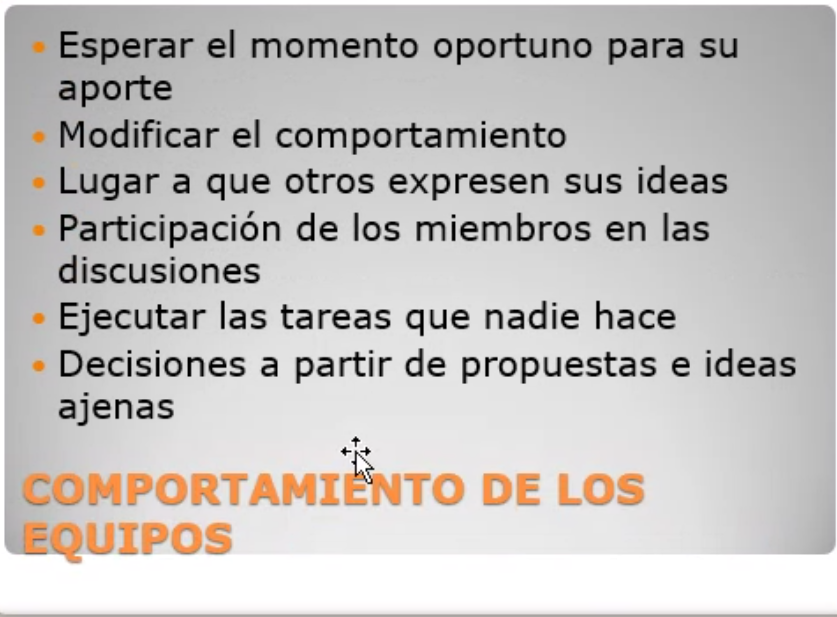 Esperar el momento oportuno para su
aporte
Modificar el comportamiento
Lugar a que otros expresen sus ideas
Participación de los miembros en las
discusiones
Ejecutar las tareas que nadie hace
Decisiones a partir de propuestas e ideas
ajenas
COMPORTAMIENTO DE LOS
EQUIPOS